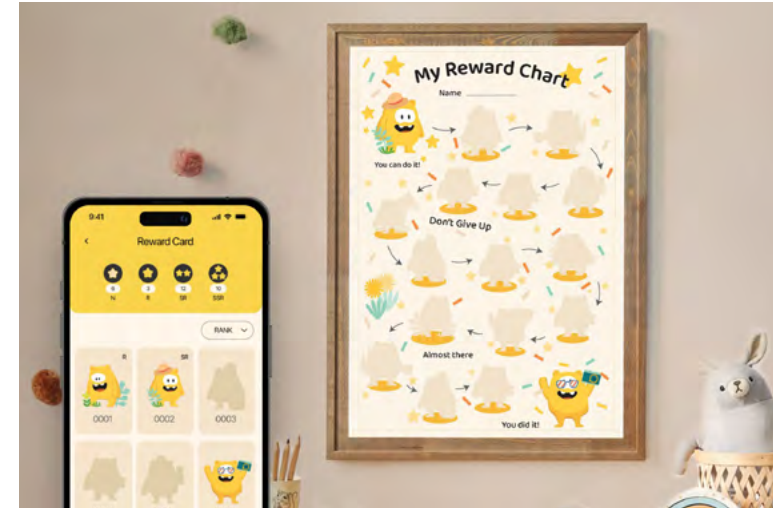 My Reward Chart
Name
You can do it!
Don't Give Up
Almost there
You did it!
9:41
Reward Card
N
R
SR
SSR
RANK
R
SR
0001
0002
0003